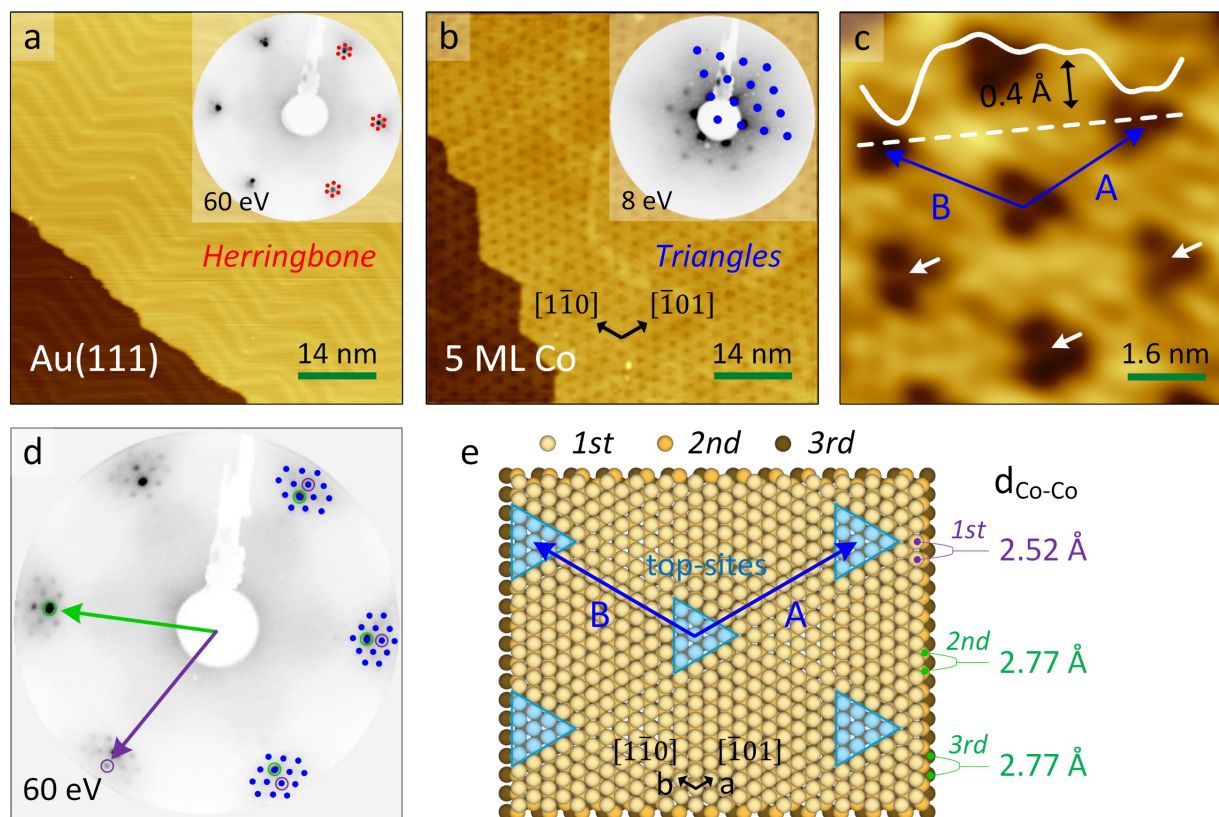 a
60 eV
Herringbone
Au(111)
14 nm
b
8 eV
Triangles
[11̅0]
[1̅01]
5 ML Co
14 nm
c
0.4 Å
B
A
1.6 nm
d
60 eV
e
1st
2nd
3rd
d_Co-Co
1st
2.52 Å
top-sites
B
A
2nd
2.77 Å
[11̅0]
[1̅01]
b
a
3rd
2.77 Å